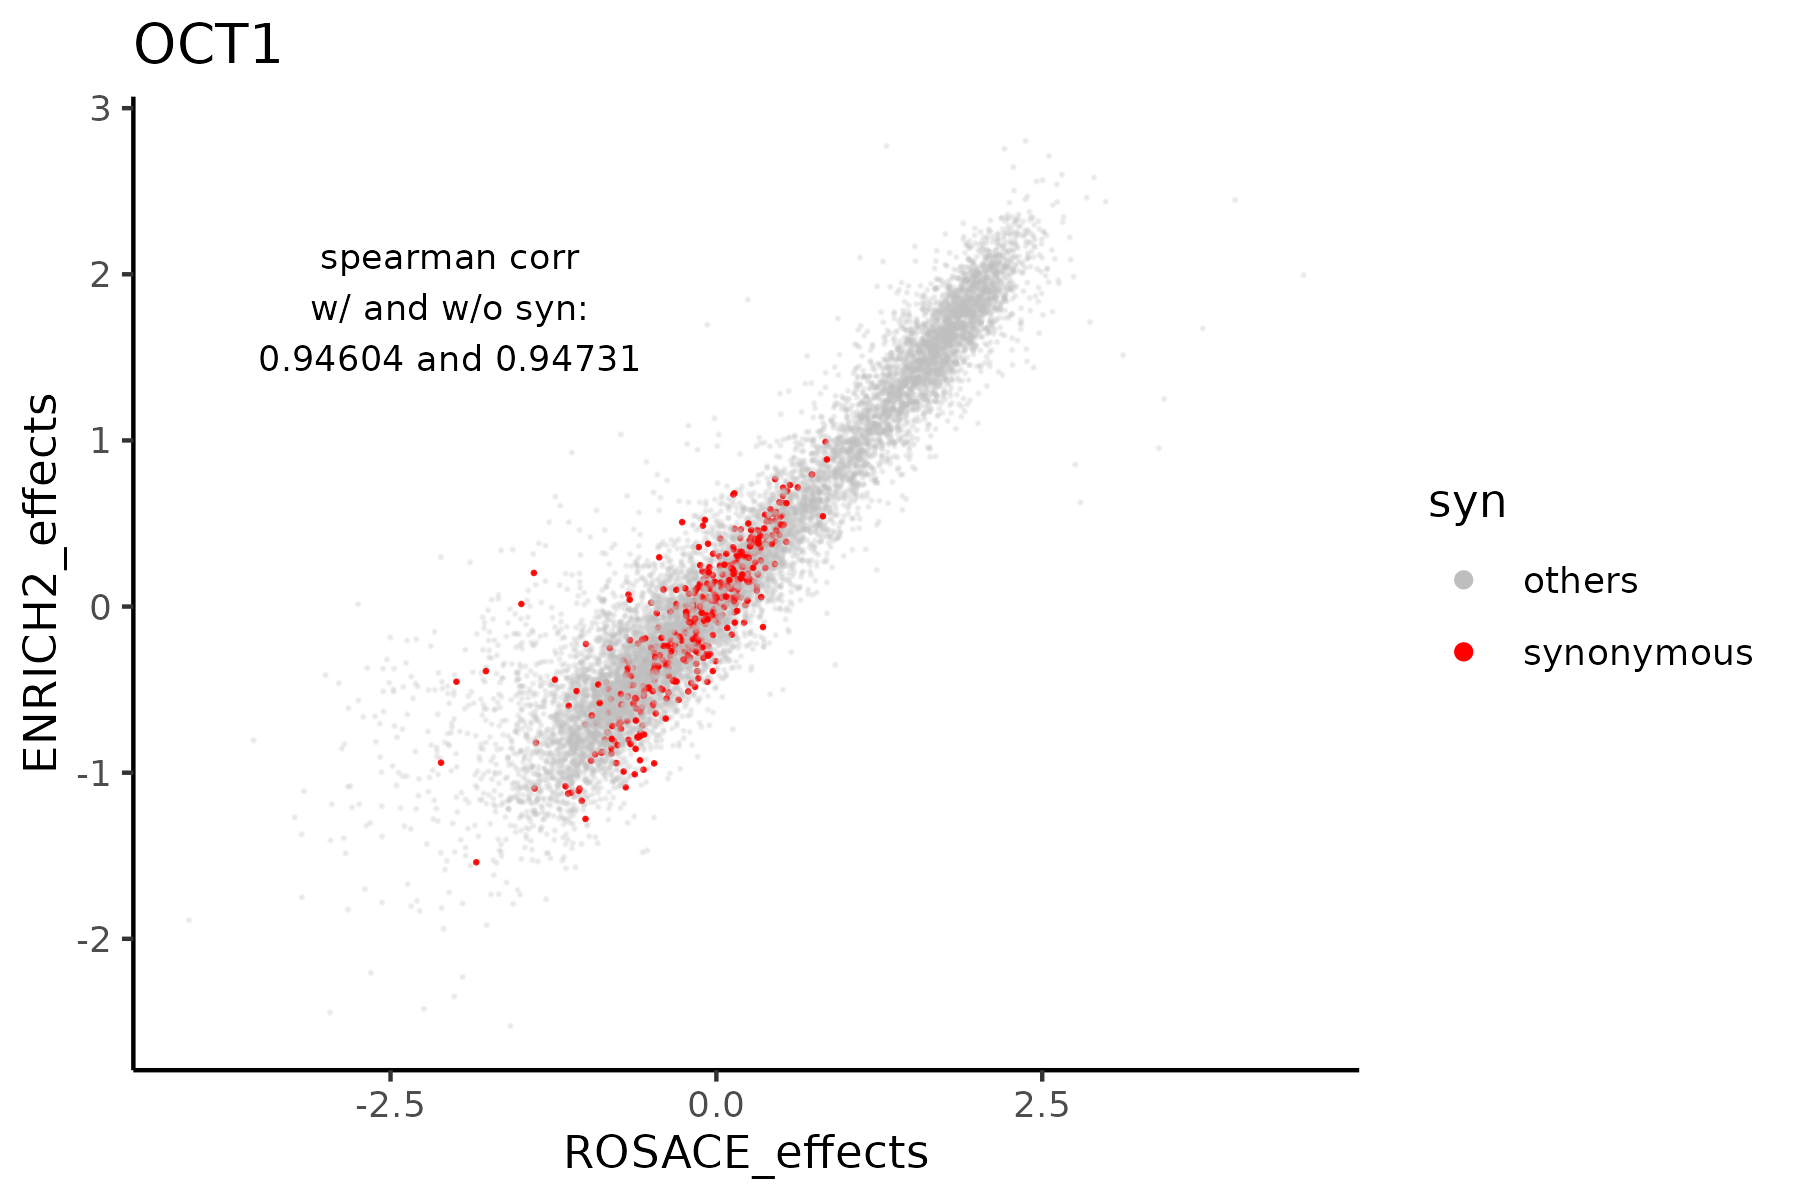 OCT1
3
2
1
0
-1
-2
ENRICH2_effects
spearman corr
w/ and w/o syn:
0.94604 and 0.94731
-2.5
0.0
2.5
ROSACE_effects
syn
others
synonymous